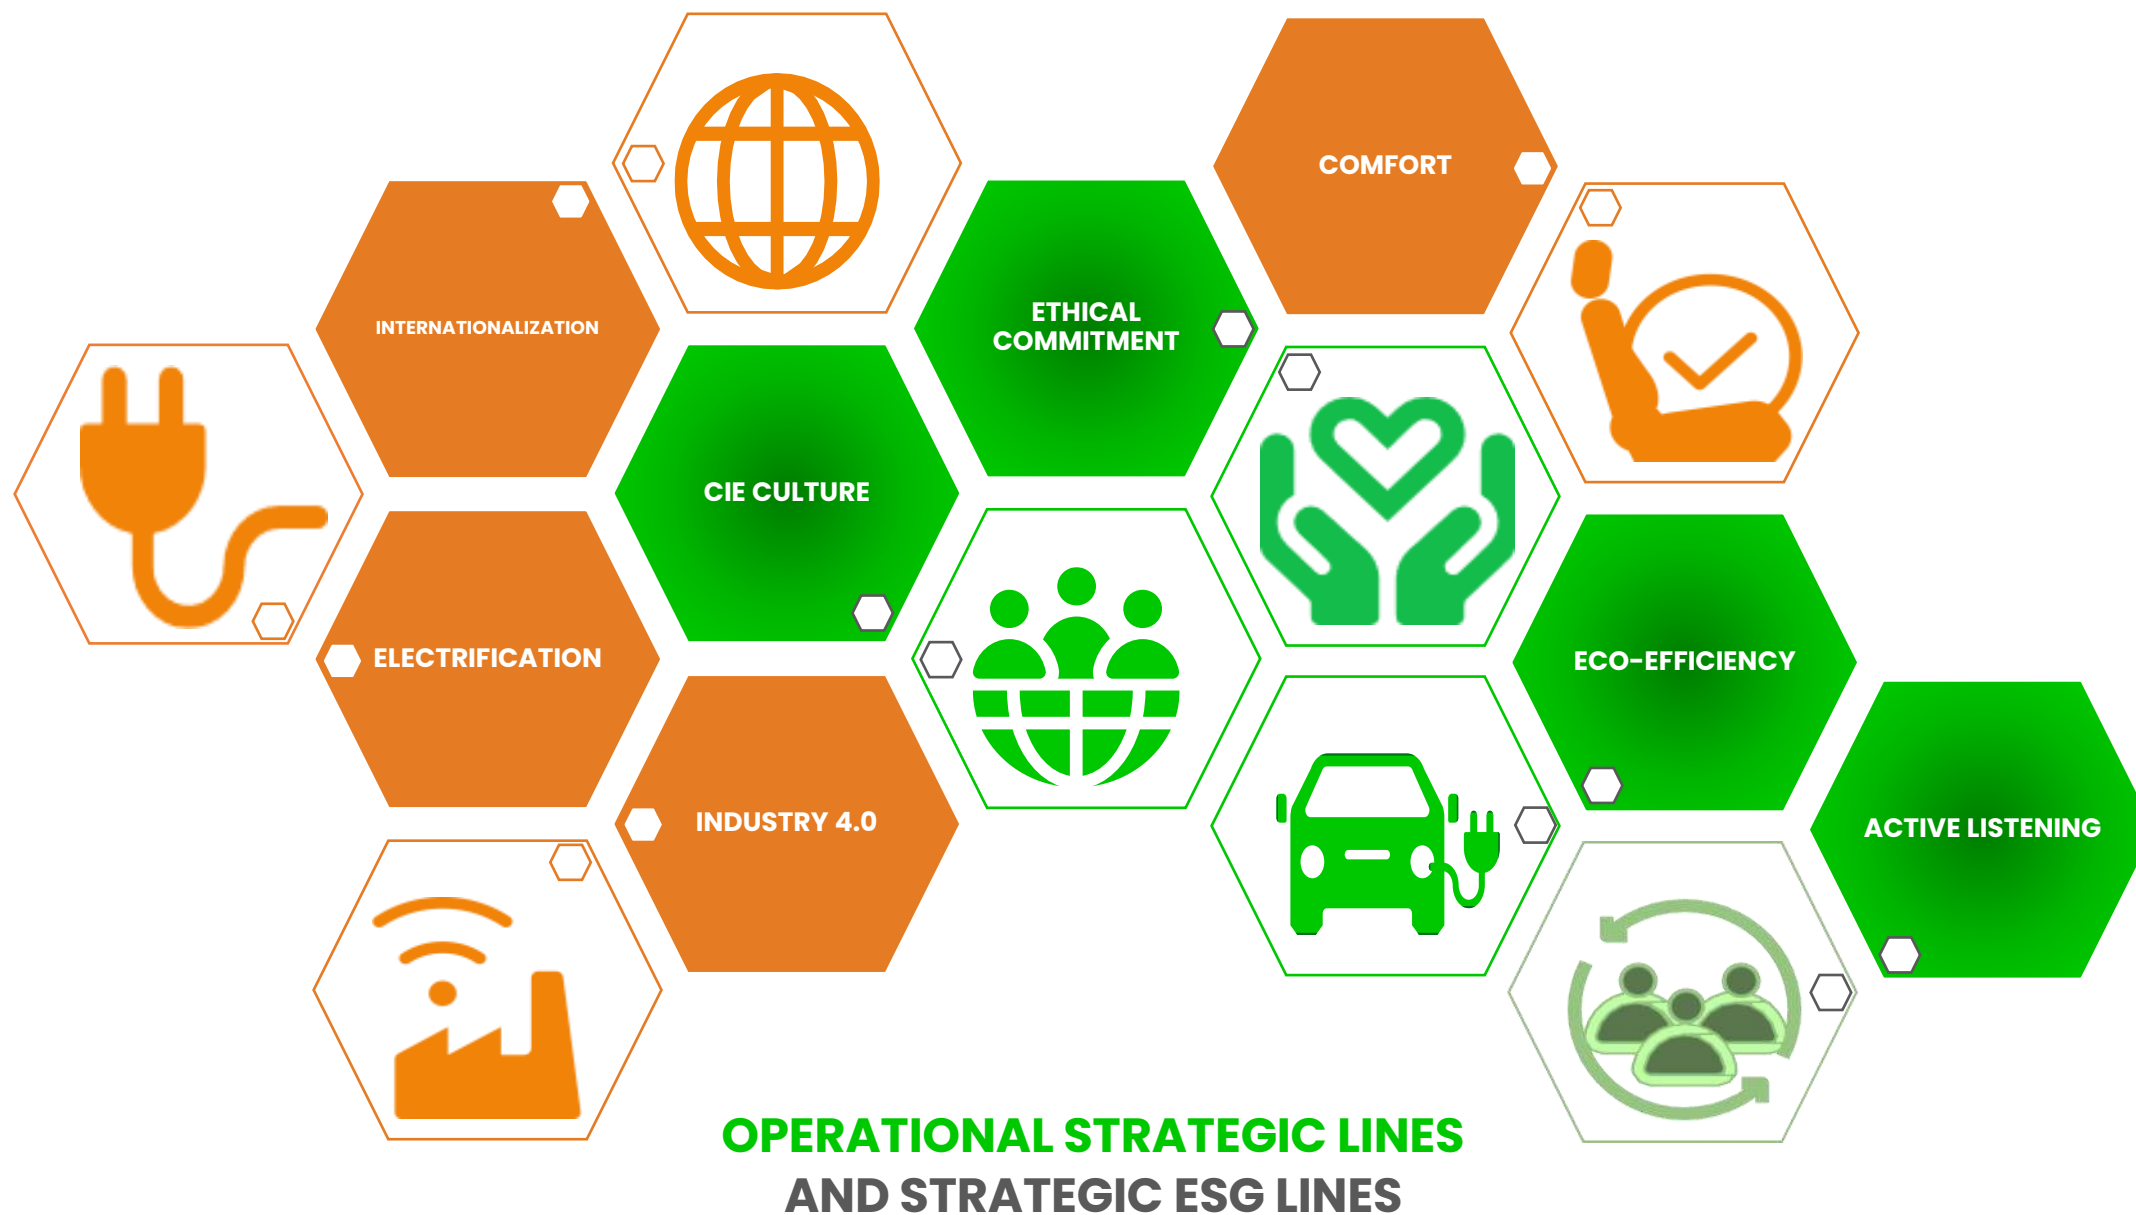 COMFORT
INTERNATIONALIZATION
ETHICAL
COMMITMENT
CIE CULTURE
ELECTRIFICATION
ECO-EFFICIENCY
INDUSTRY 4.0
ACTIVE LISTENING
OPERATIONAL STRATEGIC LINES
AND STRATEGIC ESG LINES